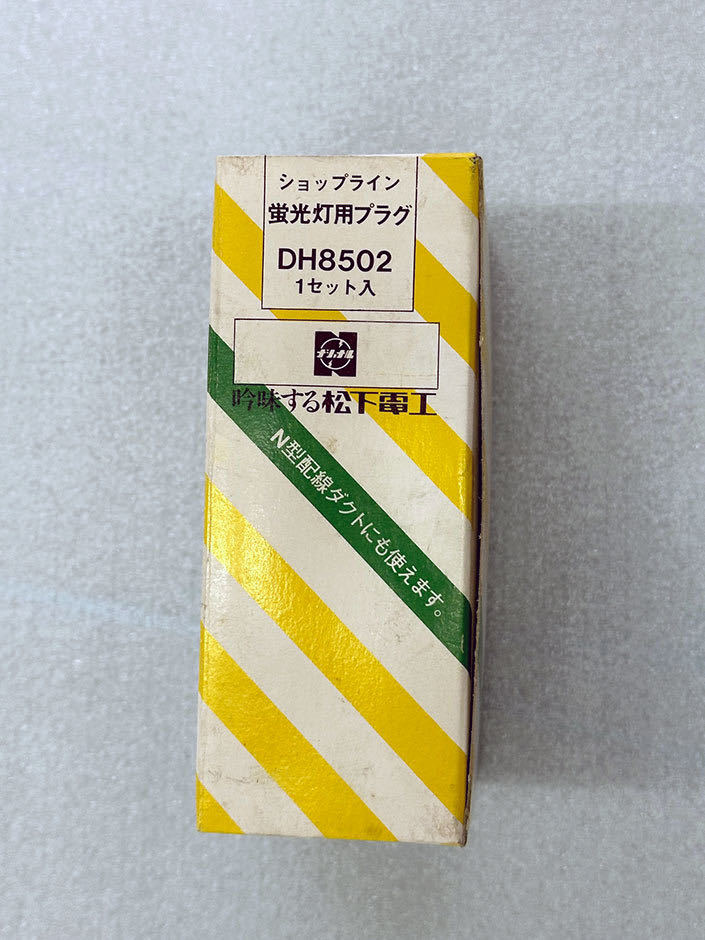 ショップライン
蛍光灯用プラグ
DH8502
1セット入
ナショナル
吟味する松下電工
N型配線ダクトにも使えます。